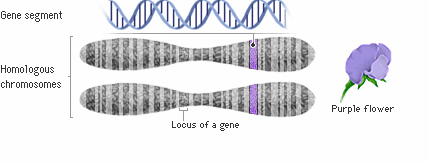 Gene segment
Homologous
chromosomes
Locus of a gene
Purple flower